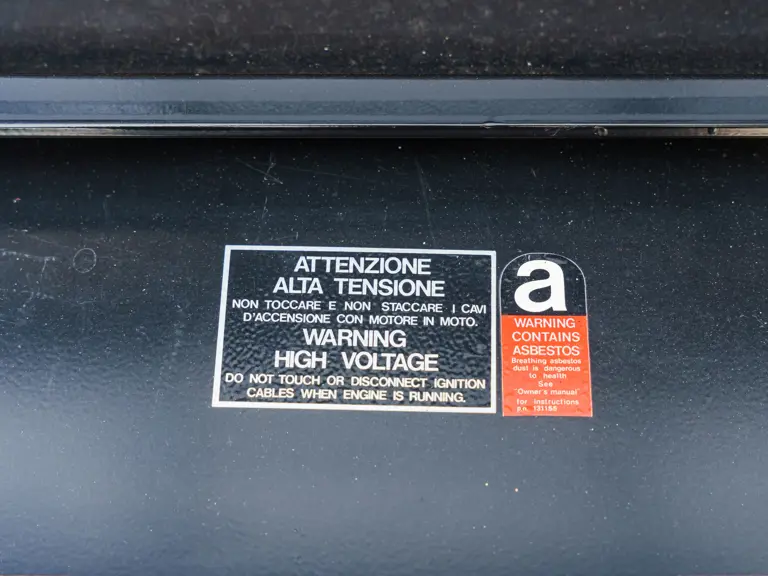 ATTENZIONE
ALTA TENSIONE
NON TOCCARE E NON STACCARE I CAVI
D'ACCENSIONE CON MOTORE IN MOTO.
WARNING
HIGH VOLTAGE
DO NOT TOUCH OR DISCONNECT IGNITION
CABLES WHEN ENGINE IS RUNNING.
a
WARNING
CONTAINS
ASBESTOS
Breathing asbestos
dust is dangerous
to health
See
'Owner's manual'
for instructions
p.n. 131158